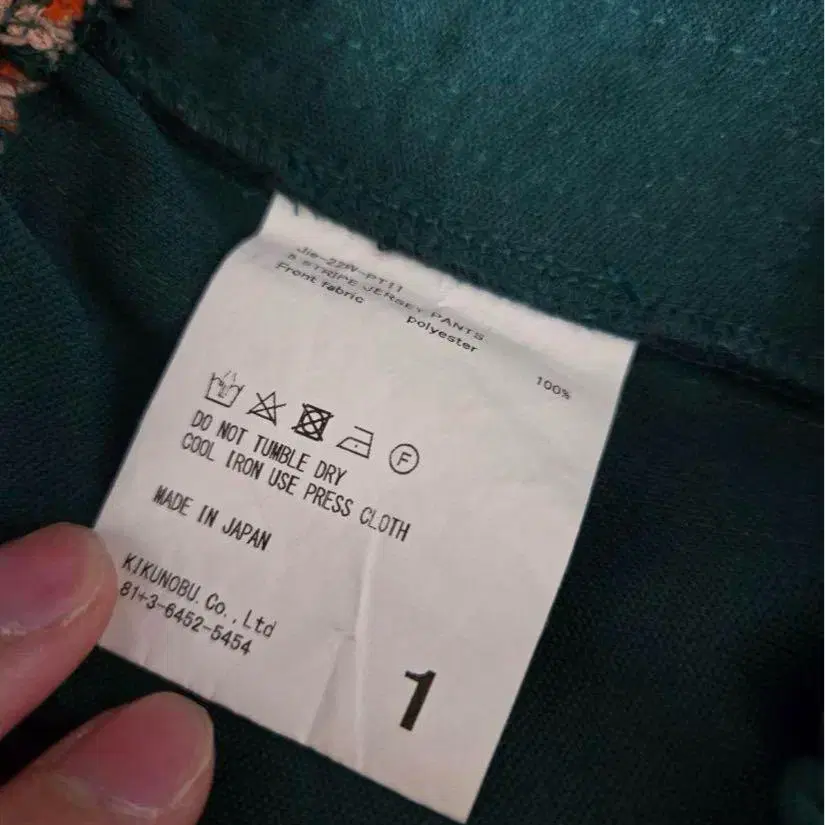 Jie-22W-PT11
8 STRIPE JERSEY PANTS
Front fabric
polyester 100%
F
DO NOT TUMBLE DRY
COOL IRON USE PRESS CLOTH
MADE IN JAPAN
KIKUNOBU.Co.,Ltd
81+3-6452-5454
1